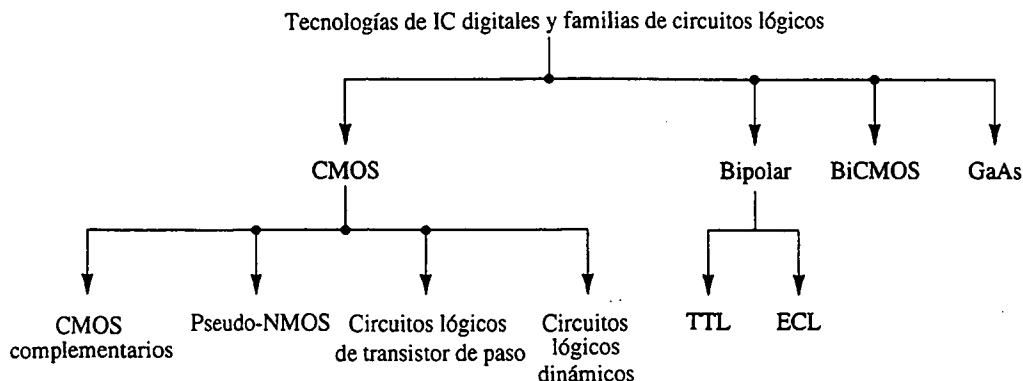 Tecnologías de IC digitales y familias de circuitos lógicos
CMOS
Bipolar
BiCMOS
GaAs
CMOS
complementarios
Pseudo-NMOS
Circuitos lógicos
de transistor de paso
Circuitos
lógicos
dinámicos
TTL
ECL